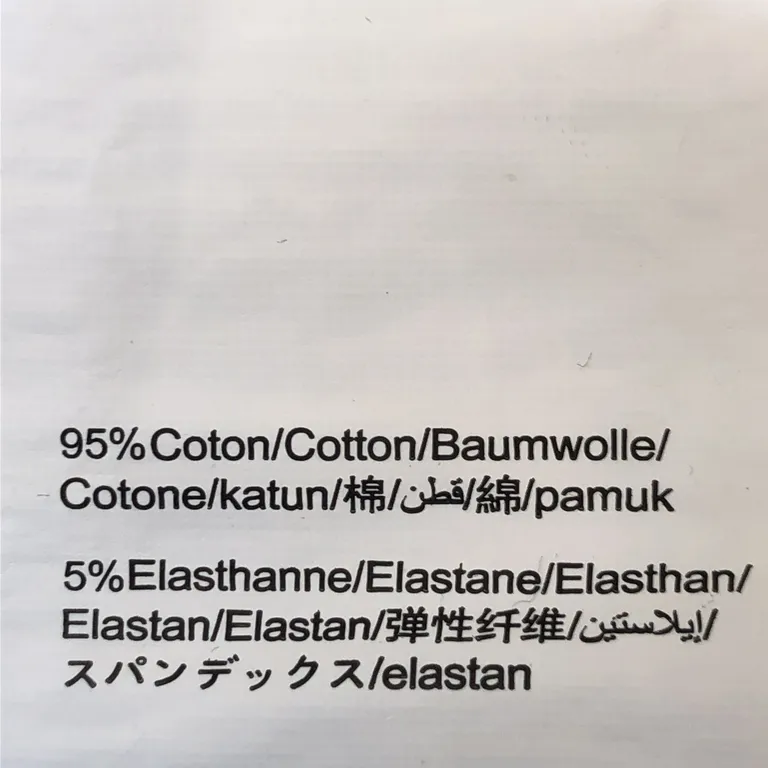 95%Coton/Cotton/Baumwolle/
Cotone/katun/棉/قطن/綿/pamuk
5%Elasthanne/Elastane/Elasthan/
Elastan/Elastan/弹性纤维/إيلاستين/
スパンデックス/elastan